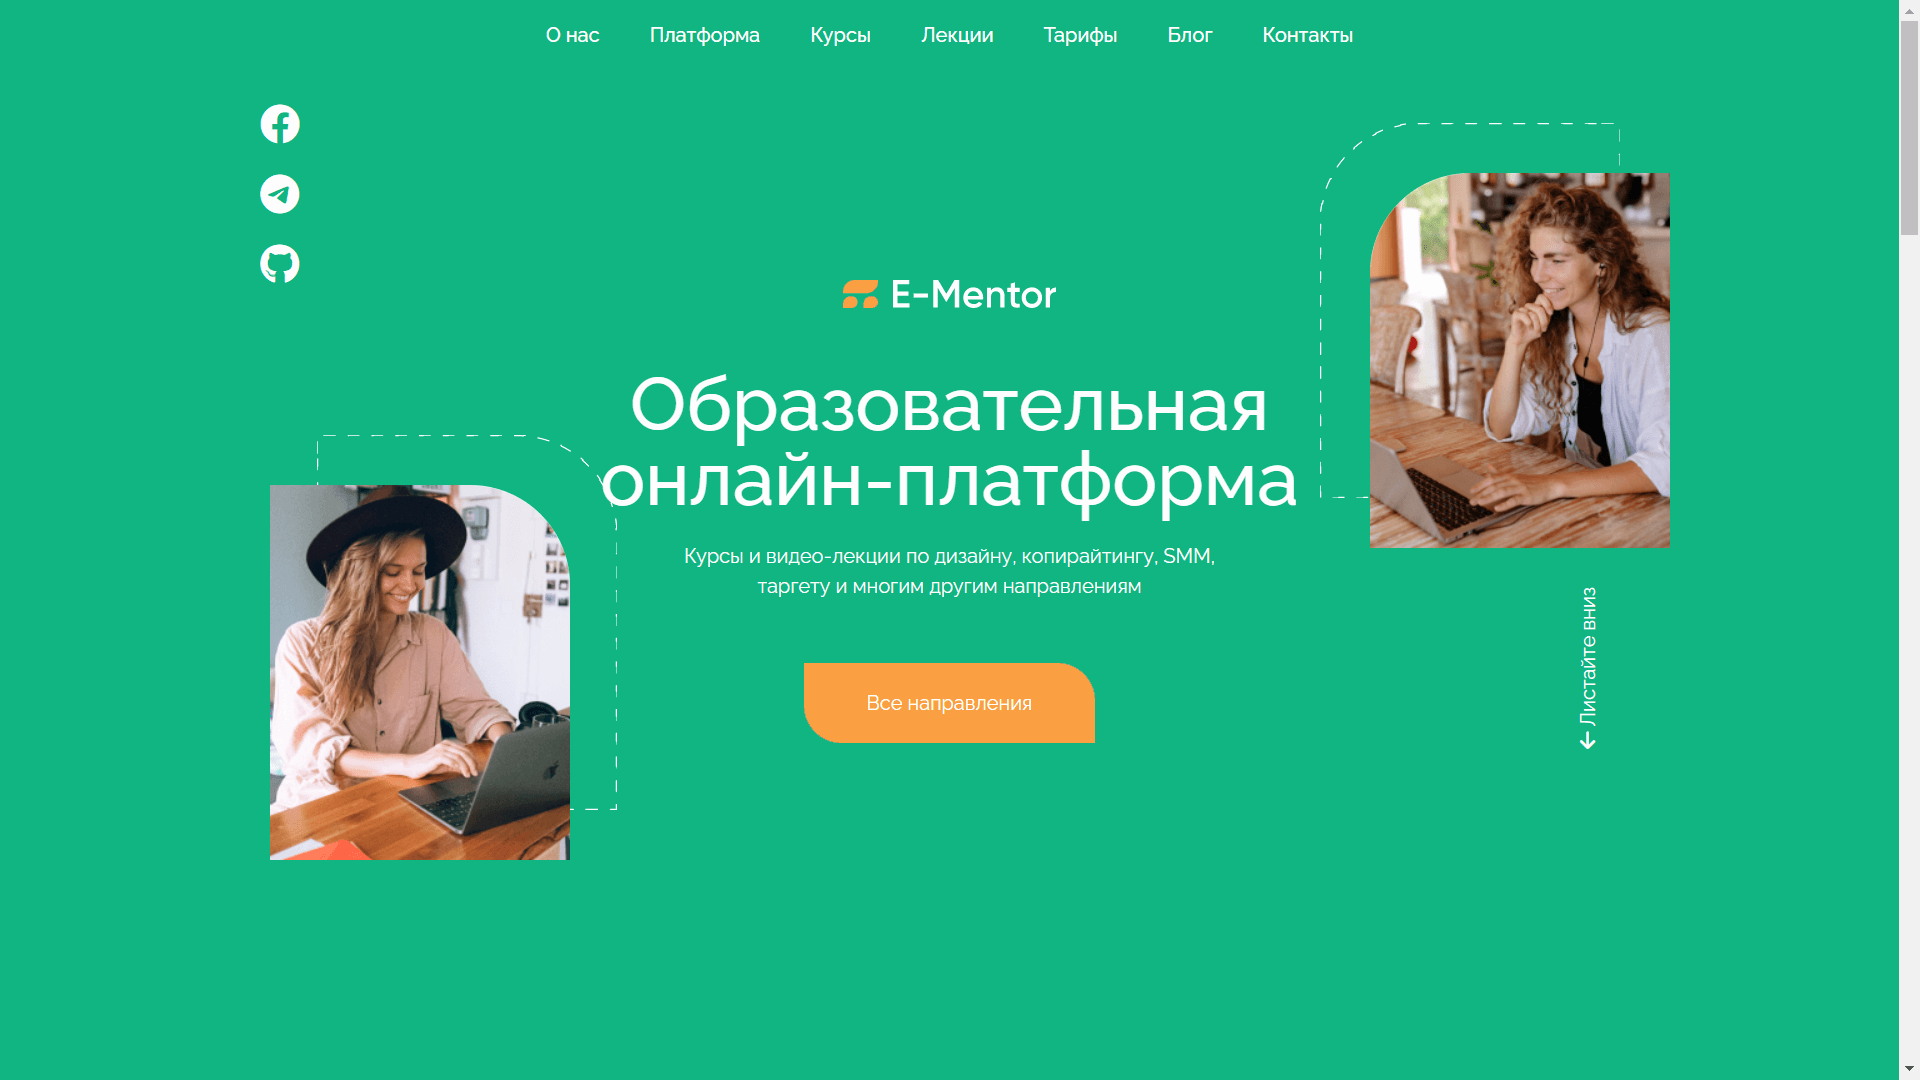 О нас
Платформа
Курсы
Лекции
Тарифы
Блог
Контакты
E-Mentor
Образовательная
онлайн-платформа
Курсы и видео-лекции по дизайну, копирайтингу, SMM,
таргету и многим другим направлениям
Все направления
Листайте вниз